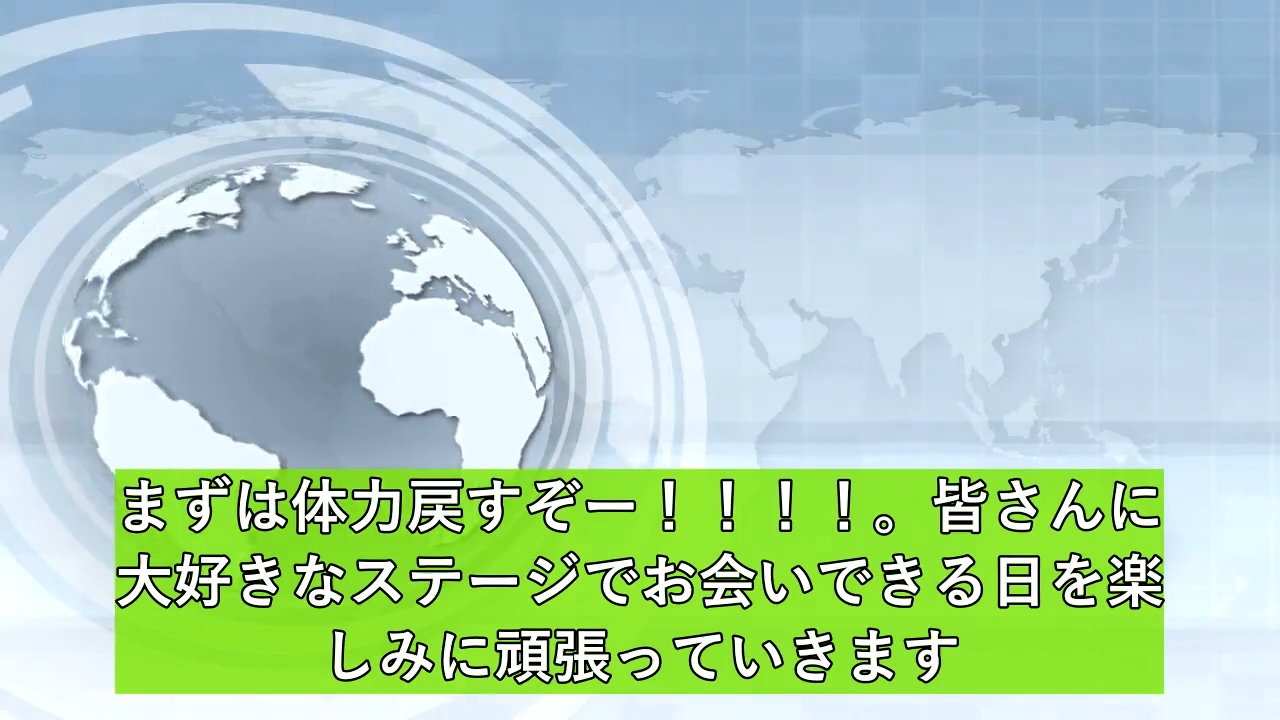 まずは体力戻すぞー！！！！。皆さんに
大好きなステージでお会いできる日を楽
しみに頑張っていきます